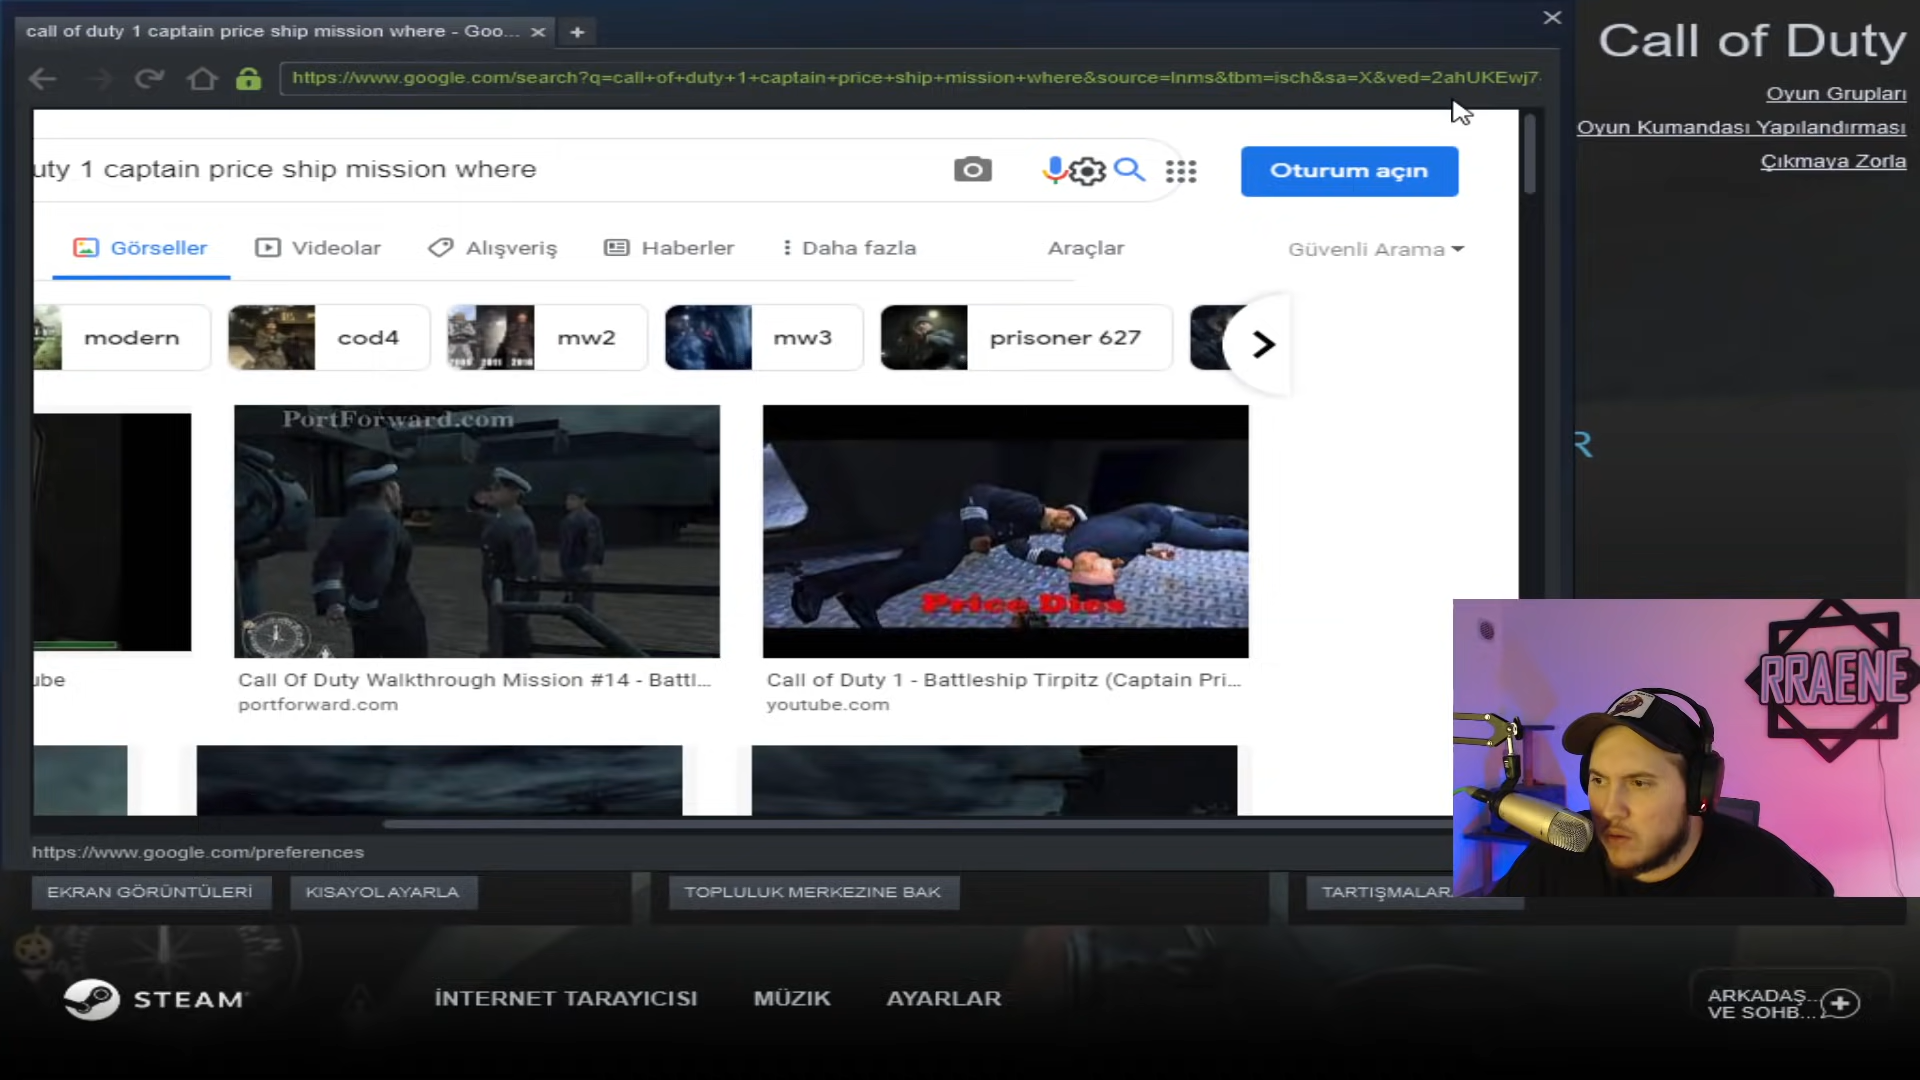 call of duty 1 captain price ship mission where - Goo...
Call of Duty
https://www.google.com/search?q=call+of+duty+1+captain+price+ship+mission+where&source=lnms&tbm=isch&sa=X&ved=2ahUKEwj7
Oyun Grupları
Oyun Kumandası Yapılandırması
Çıkmaya Zorla
uty 1 captain price ship mission where
Oturum açın
Görseller
Videolar
Alışveriş
Haberler
Daha fazla
Araçlar
Güvenli Arama
modern
cod4
mw2
mw3
prisoner 627
PortForward.com
R
Price Dies
ube
Call Of Duty Walkthrough Mission #14 - Battl...
portforward.com
Call of Duty 1 - Battleship Tirpitz (Captain Pri...
youtube.com
RRAENE
https://www.google.com/preferences
EKRAN GÖRÜNTÜLERİ
KISAYOL AYARLA
TOPLULUK MERKEZINE BAK
TARTIŞMALAR
STEAM
İNTERNET TARAYICISI
MÜZIK
AYARLAR
ARKADAŞ...
VE SOHB...